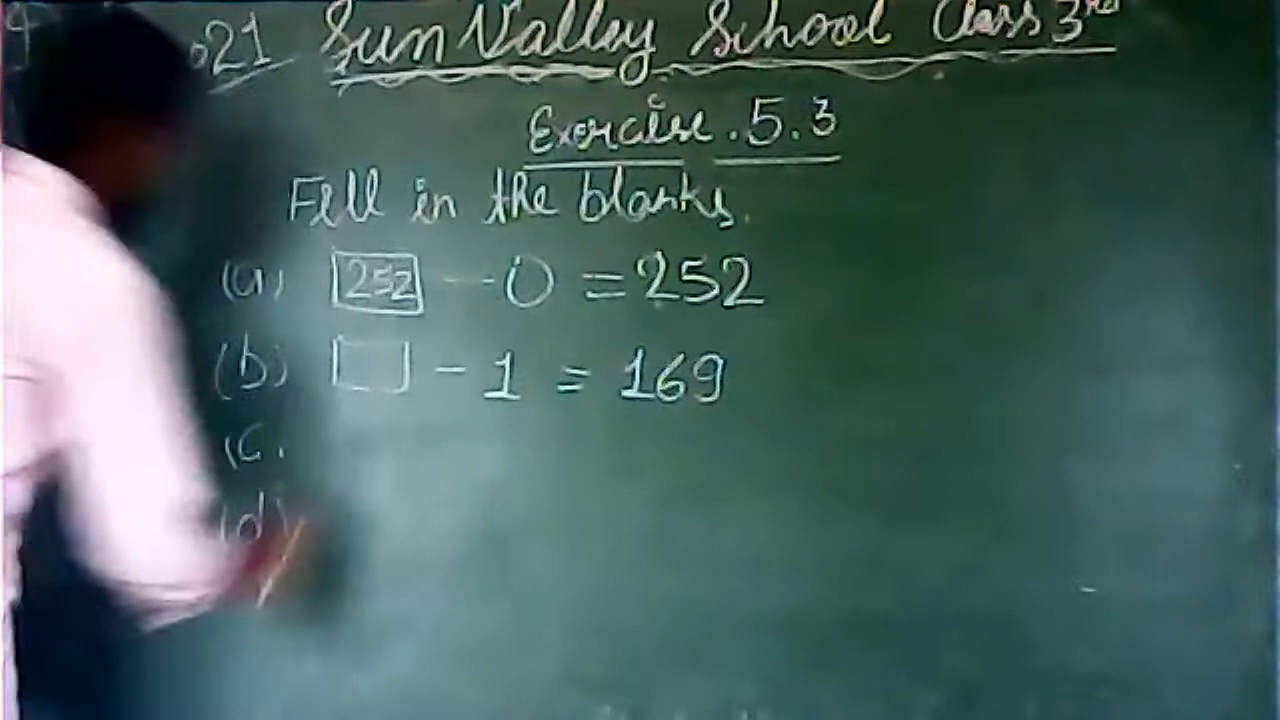 021 Sun Valley School Class 3rd
Exercise.5.3
Fill in the blanks.
(a) 252 - 0 = 252
(b) - 1 = 169
(c.
(d)